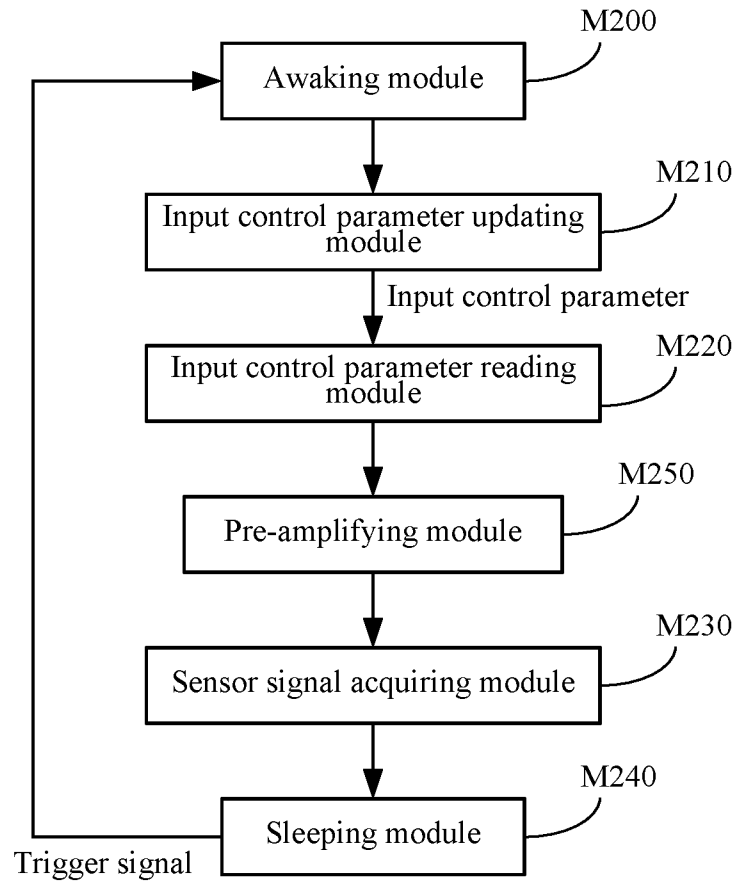 M200
Awaking module
M210
Input control parameter updating
module
Input control parameter
M220
Input control parameter reading
module
M250
Pre-amplifying module
M230
Sensor signal acquiring module
M240
Sleeping module
Trigger signal